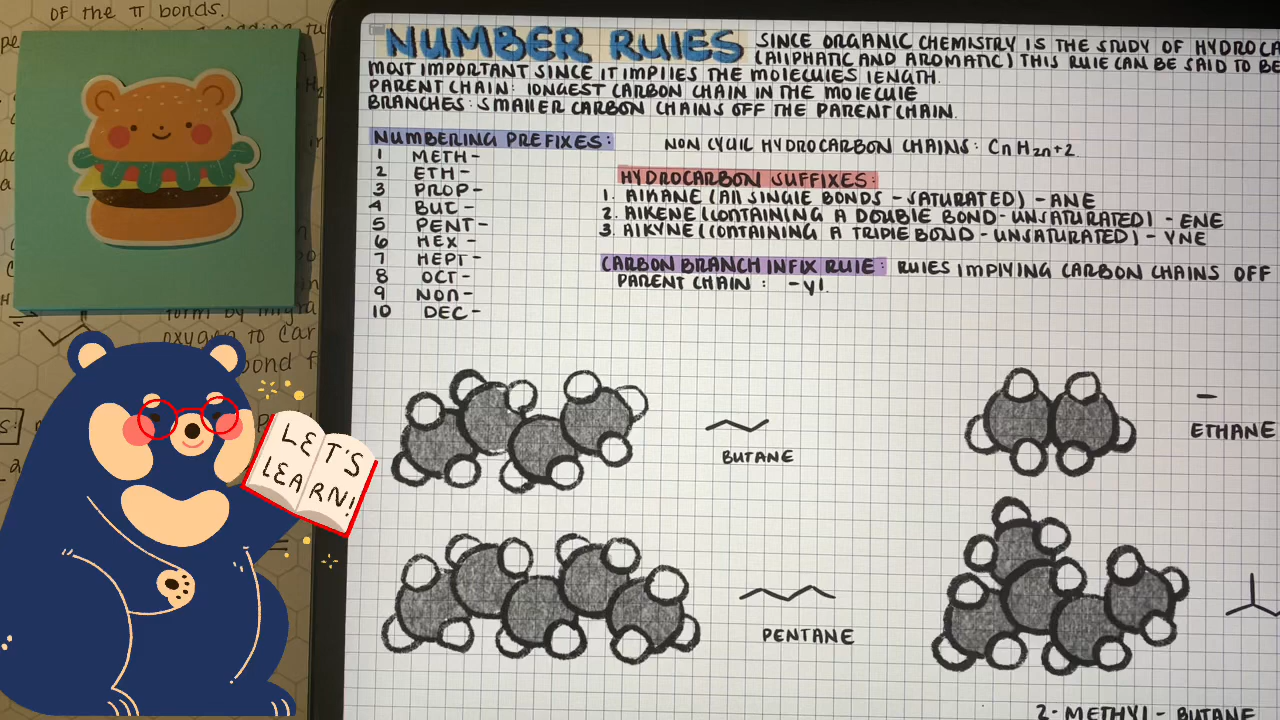 OF THE π BONDS.
NUMBER RULES
SINCE ORGANIC CHEMISTRY IS THE STUDY OF HYDROCA
(ALIPHATIC AND AROMATIC) THIS RULE CAN BE SAID TO BE
MOST IMPORTANT SINCE IT IMPLIES THE MOLECULES LENGTH.
PARENT CHAIN: LONGEST CARBON CHAIN IN THE MOLECULE
BRANCHES: SMALLER CARBON CHAINS OFF THE PARENT CHAIN.
NUMBERING PREFIXES:
1 METH-
2 ETH-
3 PROP-
4 BUT-
5 PENT-
6 HEX-
7 HEPT-
8 OCT-
9 NON-
10 DEC-
NON CYCLIC HYDROCARBON CHAINS: CnH2n+2
HYDROCARBON SUFFIXES:
1. ALKANE (ALL SINGLE BONDS - SATURATED) - ANE
2. ALKENE (CONTAINING A DOUBLE BOND - UNSATURATED) - ENE
3. ALKYNE (CONTAINING A TRIPLE BOND - UNSATURATED) - YNE
CARBON BRANCH INFIX RULE: RULES IMPLYING CARBON CHAINS OFF
PARENT CHAIN: -yl.
OXYGEN TO CAR
LET'S
LEARN!
BUTANE
ETHANE
PENTANE
2-METHYL-BUTANE